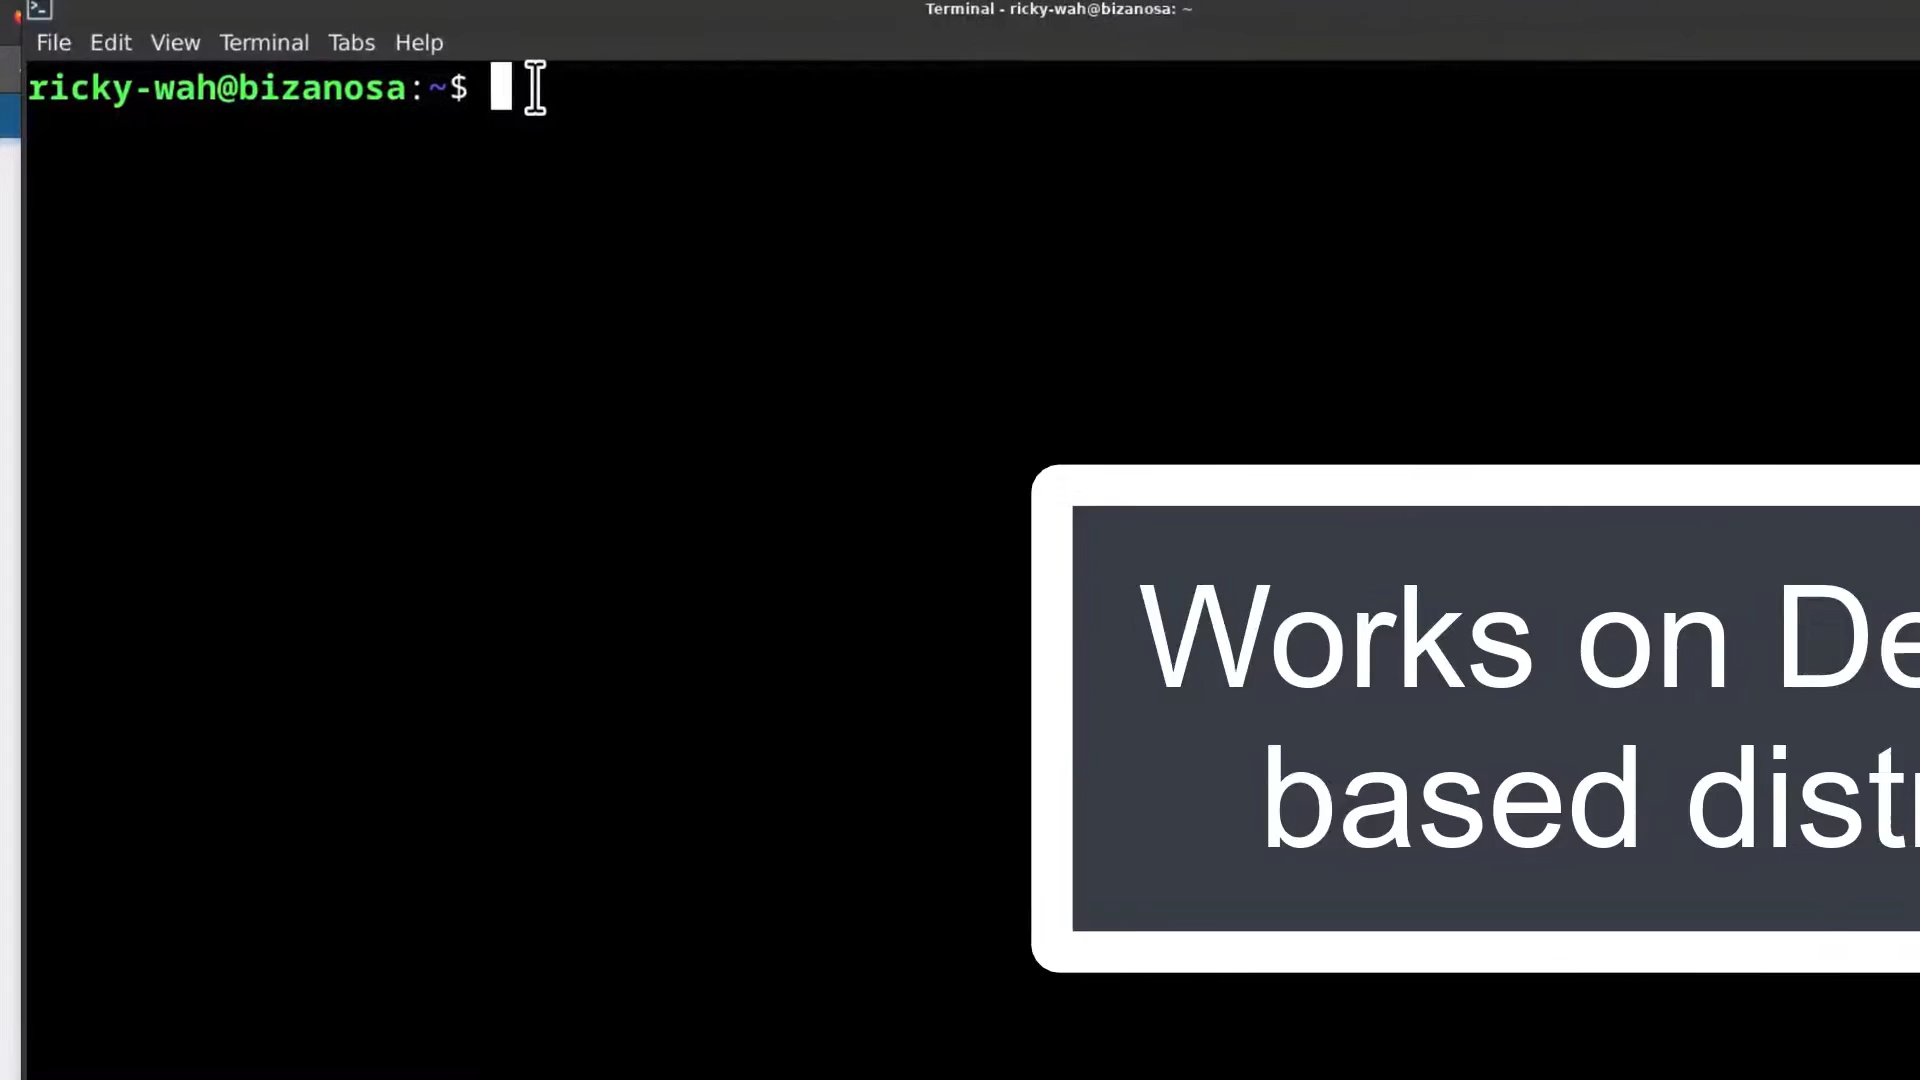 Terminal - ricky-wah@bizanosa: ~
File Edit View Terminal Tabs Help
ricky-wah@bizanosa:~$
Works on
based